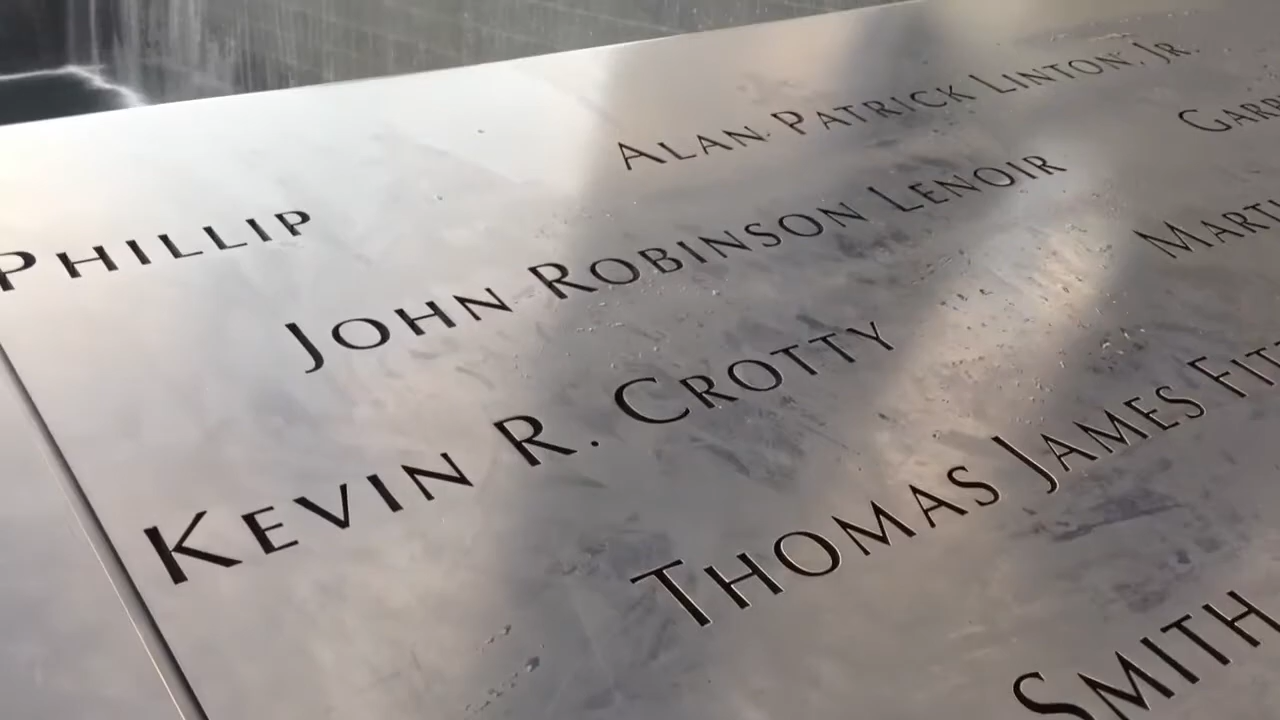 ALAN PATRICK LINTON, JR.
PHILLIP
JOHN ROBINSON LENOIR
KEVIN R. CROTTY
THOMAS JAMES
SMITH